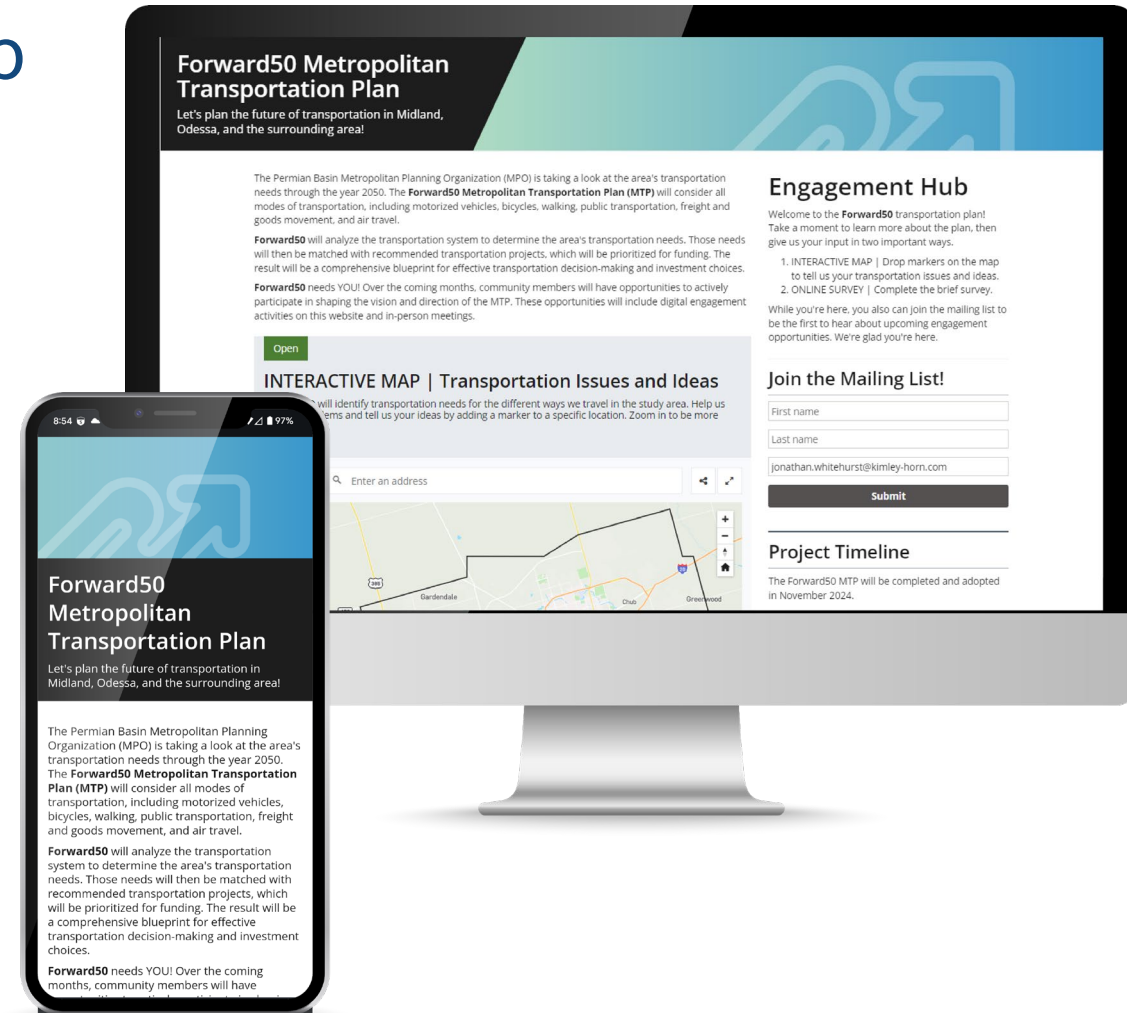 Forward50 Metropolitan
Transportation Plan
Let's plan the future of transportation in Midland,
Odessa, and the surrounding area!
The Permian Basin Metropolitan Planning Organization (MPO) is taking a look at the area's transportation
needs through the year 2050. The Forward50 Metropolitan Transportation Plan (MTP) will consider all
modes of transportation, including motorized vehicles, bicycles, walking, public transportation, freight and
goods movement, and air travel.
Forward50 will analyze the transportation system to determine the area's transportation needs. Those needs
will then be matched with recommended transportation projects, which will be prioritized for funding. The
result will be a comprehensive blueprint for effective transportation decision-making and investment choices.
Forward50 needs YOU! Over the coming months, community members will have opportunities to actively
participate in shaping the vision and direction of the MTP. These opportunities will include digital engagement
activities on this website and in-person meetings.
Open
INTERACTIVE MAP | Transportation Issues and Ideas
will identify transportation needs for the different ways we travel in the study area. Help us
and tell us your ideas by adding a marker to a specific location. Zoom in to be more
Enter an address
385
20
Gardendale
Chub
Greenwood
Engagement Hub
Welcome to the Forward50 transportation plan!
Take a moment to learn more about the plan, then
give us your input in two important ways.
1. INTERACTIVE MAP | Drop markers on the map
to tell us your transportation issues and ideas.
2. ONLINE SURVEY | Complete the brief survey.
While you're here, you also can join the mailing list to
be the first to hear about upcoming engagement
opportunities. We're glad you're here.
Join the Mailing List!
First name
Last name
jonathan.whitehurst@kimley-horn.com
Submit
Project Timeline
The Forward50 MTP will be completed and adopted
in November 2024.
8:54 97%
Forward50
Metropolitan
Transportation Plan
Let's plan the future of transportation in
Midland, Odessa, and the surrounding area!
The Permian Basin Metropolitan Planning
Organization (MPO) is taking a look at the area's
transportation needs through the year 2050.
The Forward50 Metropolitan Transportation
Plan (MTP) will consider all modes of
transportation, including motorized vehicles,
bicycles, walking, public transportation, freight
and goods movement, and air travel.
Forward50 will analyze the transportation
system to determine the area's transportation
needs. Those needs will then be matched with
recommended transportation projects, which
will be prioritized for funding. The result will be
a comprehensive blueprint for effective
transportation decision-making and investment
choices.
Forward50 needs YOU! Over the coming
months, community members will have